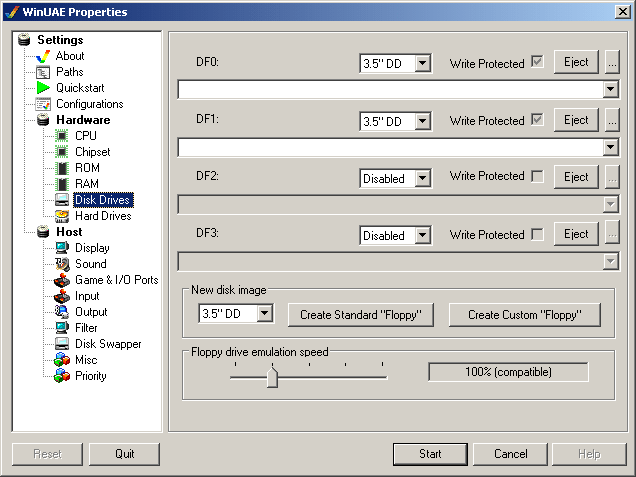 WinUAE Properties
Settings
About
Paths
Quickstart
Configurations
Hardware
CPU
Chipset
ROM
RAM
Disk Drives
Hard Drives
Host
Display
Sound
Game & I/O Ports
Input
Output
Filter
Disk Swapper
Misc
Priority
DF0: 3.5" DD Write Protected Eject ...
DF1: 3.5" DD Write Protected Eject ...
DF2: Disabled Write Protected Eject ...
DF3: Disabled Write Protected Eject ...
New disk image
3.5" DD Create Standard "Floppy" Create Custom "Floppy"
Floppy drive emulation speed
100% (compatible)
Reset Quit Start Cancel Help